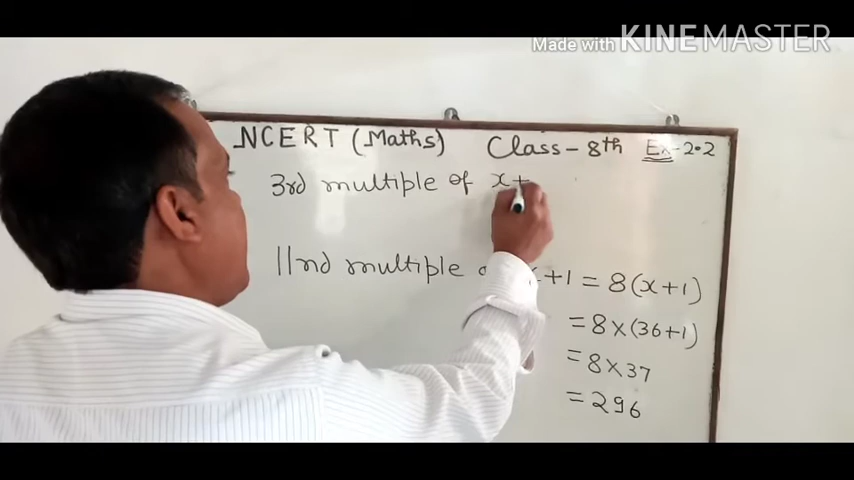 Made with KINEMASTER
NCERT (Maths) Class - 8th Ex - 2.2
3rd multiple of x+
IInd multiple x+1 = 8(x+1)
= 8×(36+1)
= 8×37
= 296